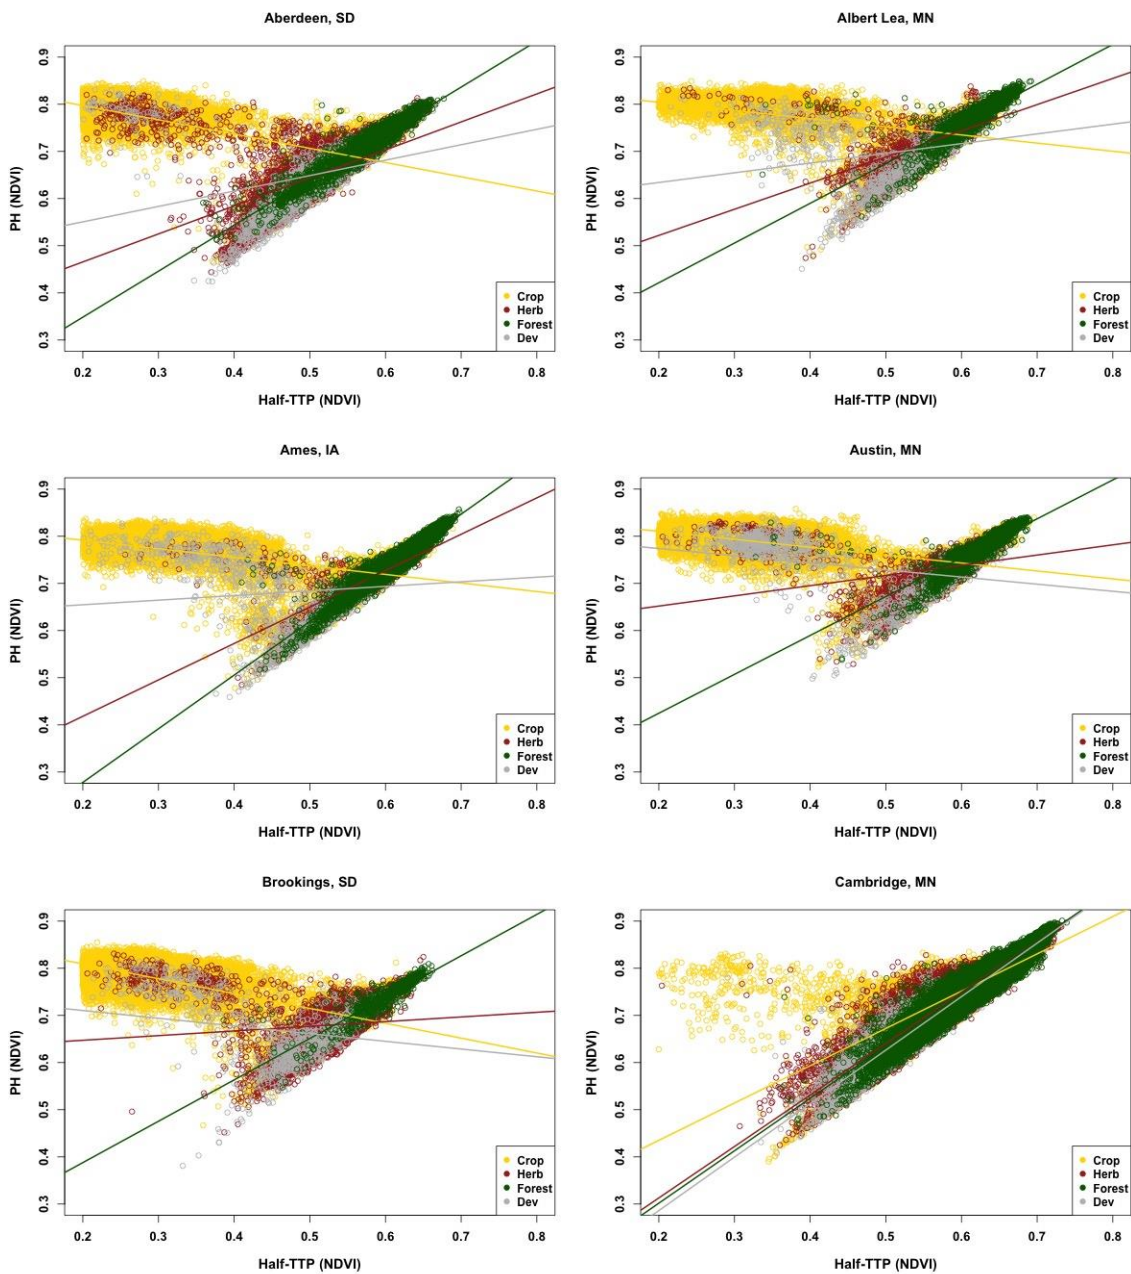 Aberdeen, SD
PH (NDVI)
0.9
0.8
0.7
0.6
0.5
0.4
0.3
Crop
Herb
Forest
Dev
0.2 0.3 0.4 0.5 0.6 0.7 0.8
Half-TTP (NDVI)
Albert Lea, MN
PH (NDVI)
0.9
0.8
0.7
0.6
0.5
0.4
0.3
Crop
Herb
Forest
Dev
0.2 0.3 0.4 0.5 0.6 0.7 0.8
Half-TTP (NDVI)
Ames, IA
PH (NDVI)
0.9
0.8
0.7
0.6
0.5
0.4
0.3
Crop
Herb
Forest
Dev
0.2 0.3 0.4 0.5 0.6 0.7 0.8
Half-TTP (NDVI)
Austin, MN
PH (NDVI)
0.9
0.8
0.7
0.6
0.5
0.4
0.3
Crop
Herb
Forest
Dev
0.2 0.3 0.4 0.5 0.6 0.7 0.8
Half-TTP (NDVI)
Brookings, SD
PH (NDVI)
0.9
0.8
0.7
0.6
0.5
0.4
0.3
Crop
Herb
Forest
Dev
0.2 0.3 0.4 0.5 0.6 0.7 0.8
Half-TTP (NDVI)
Cambridge, MN
PH (NDVI)
0.9
0.8
0.7
0.6
0.5
0.4
0.3
Crop
Herb
Forest
Dev
0.2 0.3 0.4 0.5 0.6 0.7 0.8
Half-TTP (NDVI)